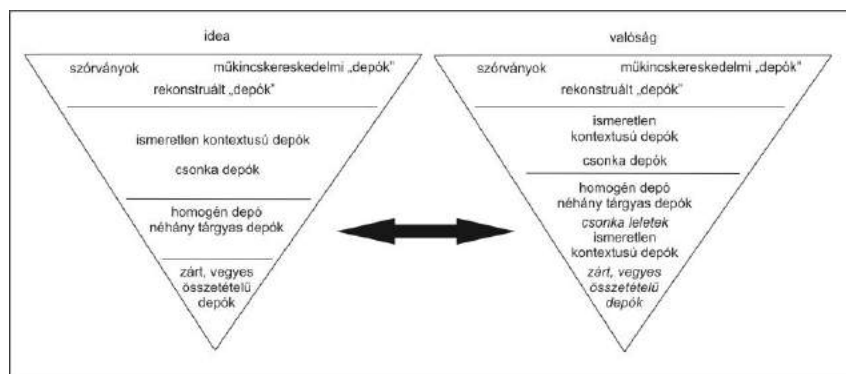 idea
szórványok műkincskereskedelmi „depók”
rekonstruált „depók”
ismeretlen kontextusú depók
csonka depók
homogén depó
néhány tárgyas depók
zárt, vegyes
összetételű
depók
valóság
szórványok műkincskereskedelmi „depók”
rekonstruált „depók”
ismeretlen
kontextusú depók
csonka depók
homogén depó
néhány tárgyas depók
csonka leletek
ismeretlen
kontextusú depók
zárt, vegyes
összetételű
depók